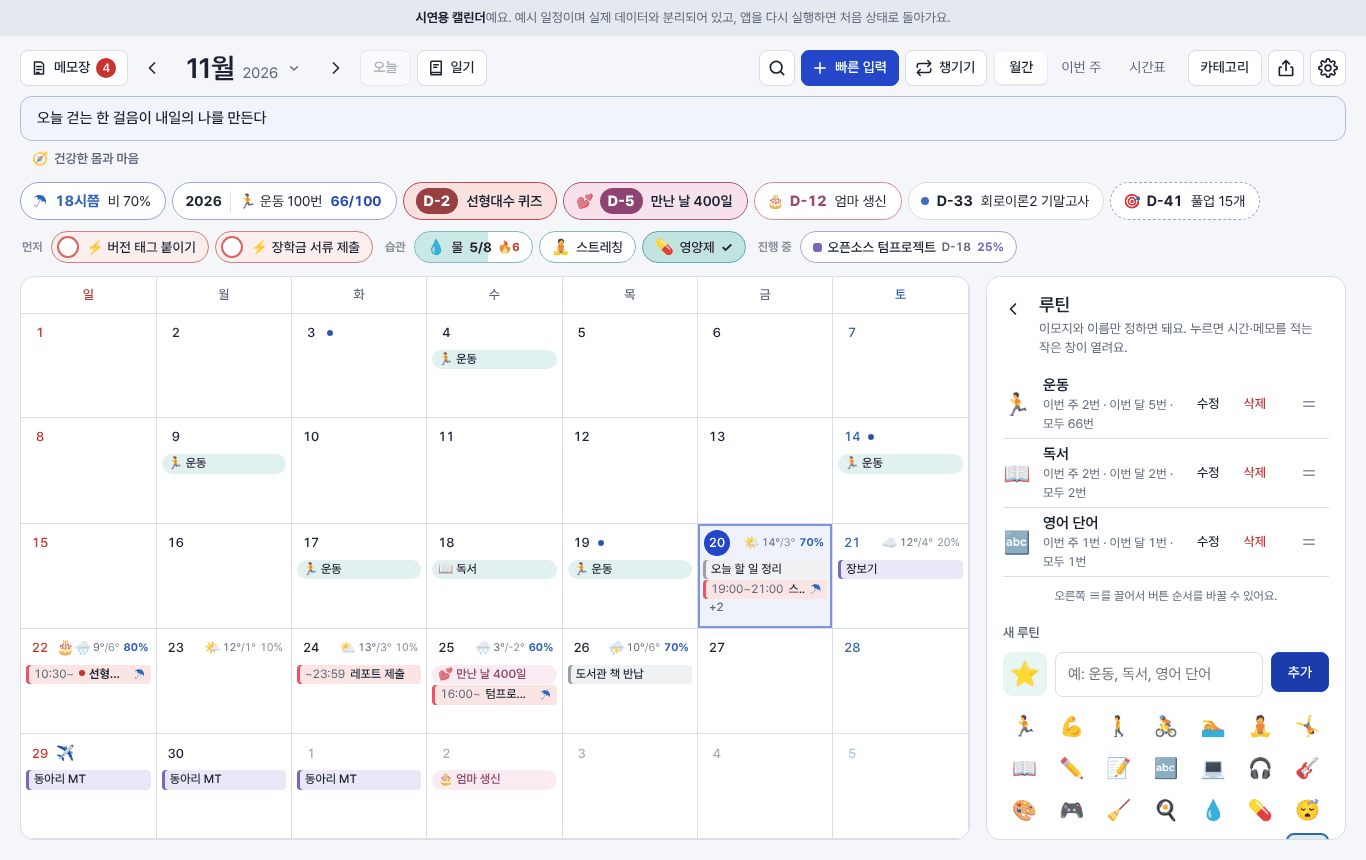 시연용 캘린더예요. 예시 일정이며 실제 데이터와 분리되어 있고, 앱을 다시 실행하면 처음 상태로 돌아가요.
메모장 4
11월 2026
오늘
일기
빠른 입력
챙기기
월간
이번 주
시간표
카테고리
오늘 걷는 한 걸음이 내일의 나를 만든다
건강한 몸과 마음
18시쯤 비 70%
2026 운동 100번 66/100
D-2 선형대수 퀴즈
D-5 만난 날 400일
D-12 엄마 생신
D-33 회로이론2 기말고사
D-41 풀업 15개
먼저
버전 태그 붙이기
장학금 서류 제출
습관
물 5/8 6
스트레칭
영양제
진행 중
오픈소스 텀프로젝트 D-18 25%
일 월 화 수 목 금 토
1 2 3 4 5 6 7
운동
8 9 10 11 12 13 14
운동
운동
15 16 17 18 19 20 14°/3° 70% 21 12°/4° 20%
운동
독서
운동
오늘 할 일 정리
19:00~21:00 스..
+2
장보기
22 9°/6° 80% 23 12°/1° 10% 24 13°/3° 10% 25 3°/-2° 60% 26 10°/6° 70% 27 28
10:30~ 선형...
~23:59 레포트 제출
만난 날 400일
16:00~ 텀프로...
도서관 책 반납
29 30 1 2 3 4 5
동아리 MT
동아리 MT
동아리 MT
엄마 생신
루틴
이모지와 이름만 정하면 돼요. 누르면 시간·메모를 적는
작은 창이 열려요.
운동
이번 주 2번 · 이번 달 5번 ·
모두 66번
수정 삭제
독서
이번 주 2번 · 이번 달 2번 ·
모두 2번
수정 삭제
abc
영어 단어
이번 주 1번 · 이번 달 1번 ·
모두 1번
수정 삭제
오른쪽 ≡를 끌어서 버튼 순서를 바꿀 수 있어요.
새 루틴
예: 운동, 독서, 영어 단어
추가
abc